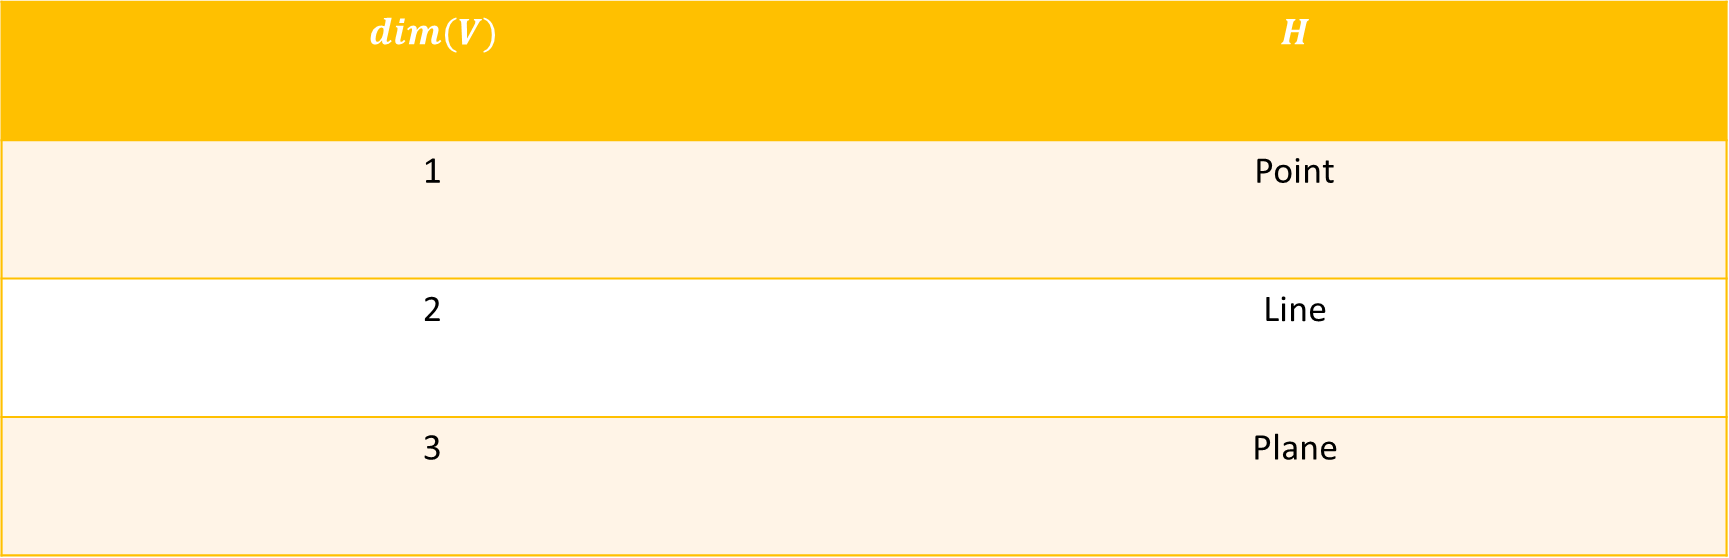 dim(V) H
1 Point
2 Line
3 Plane